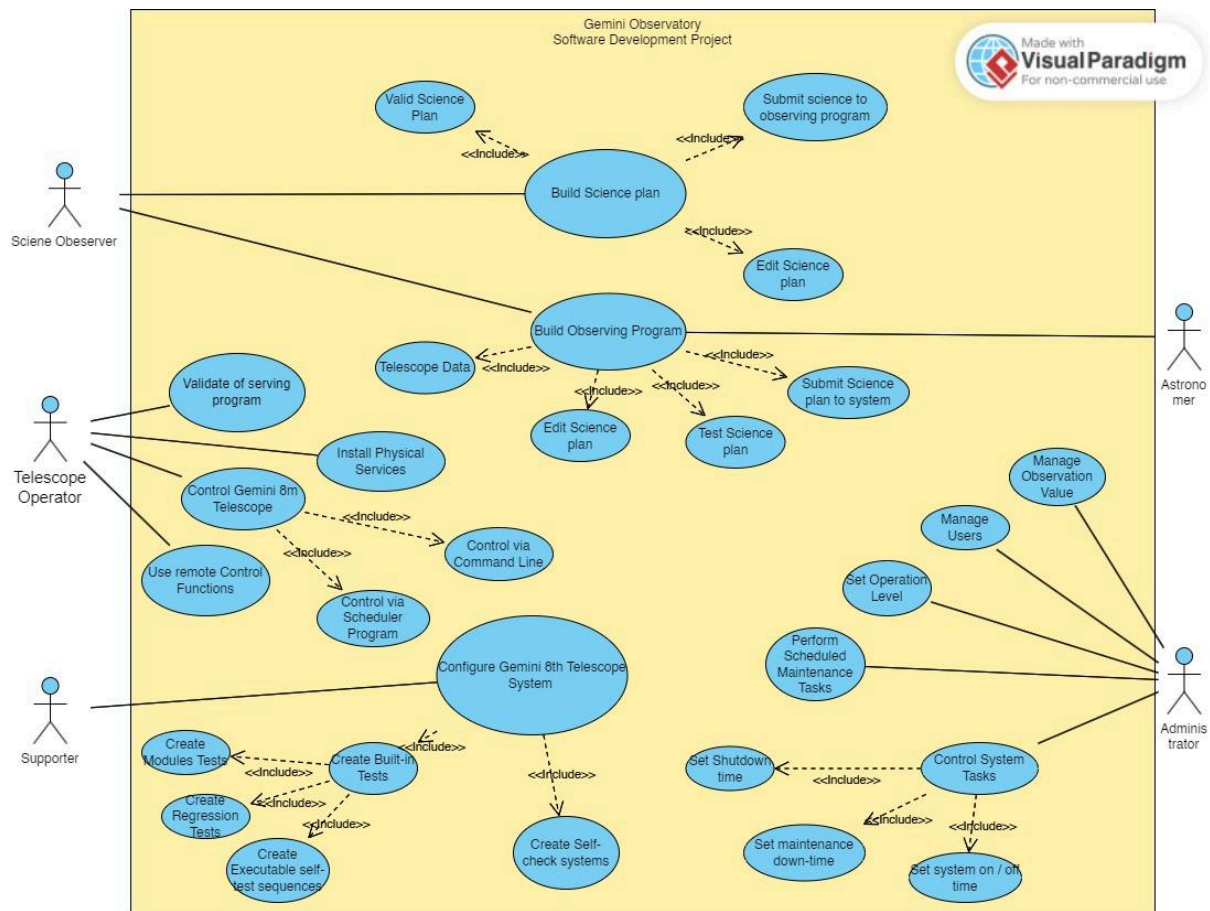 Gemini Observatory
Software Development Project
Made with
Visual Paradigm
For non-commercial use
Valid Science
Plan
Submit science to
observing program
<<Include>>
<<Include>>
Build Science plan
Sciene Obeserver
<<Include>>
Edit Science
plan
Build Observing Program
Telescope Data
<<Include>>
<<Include>>
<<Include>>
<<Include>>
Submit Science
plan to system
Astrono
mer
Validate of serving
program
Edit Science
plan
Test Science
plan
Install Physical
Services
Telescope
Operator
Control Gemini 8m
Telescope
<<Include>>
<<Include>>
Control via
Command Line
Use remote Control
Functions
Control via
Scheduler
Program
Manage
Observation
Value
Manage
Users
Set Operation
Level
Perform
Scheduled
Maintenance
Tasks
Configure Gemini 8th Telescope
System
Supporter
Adminis
trator
Create
Modules Tests
<<Include>>
Create Built-in
Tests
<<Include>>
<<Include>>
Create
Regression
Tests
<<Include>>
<<Include>>
Create
Executable self-
test sequences
Create Self-
check systems
Set Shutdown
time
<<Include>>
Control System
Tasks
<<Include>>
<<Include>>
Set maintenance
down-time
Set system on / off
time